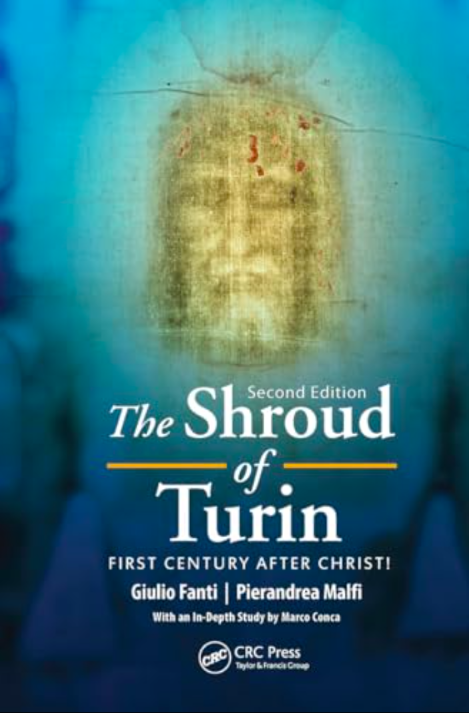 Second Edition
The Shroud
of
Turin
FIRST CENTURY AFTER CHRIST!
Giulio Fanti | Pierandrea Malfi
With an In-Depth Study by Marco Conca
CRC CRC Press
Taylor & Francis Group